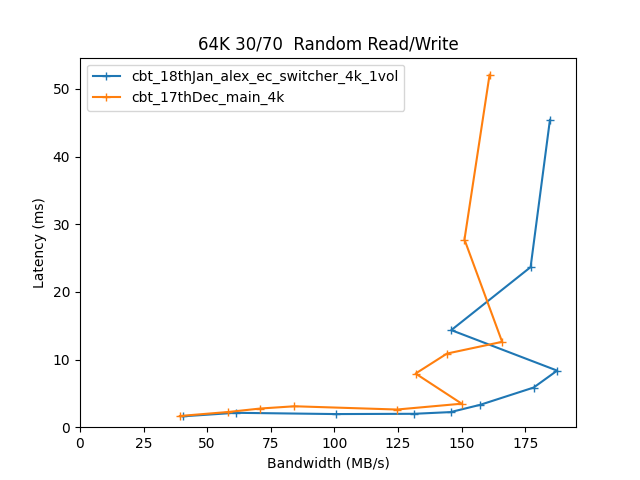 64K 30/70  Random Read/Write
cbt_18thJan_alex_ec_switcher_4k_1vol
cbt_17thDec_main_4k
50
40
30
20
10
0
Latency (ms)
0 25 50 75 100 125 150 175
Bandwidth (MB/s)